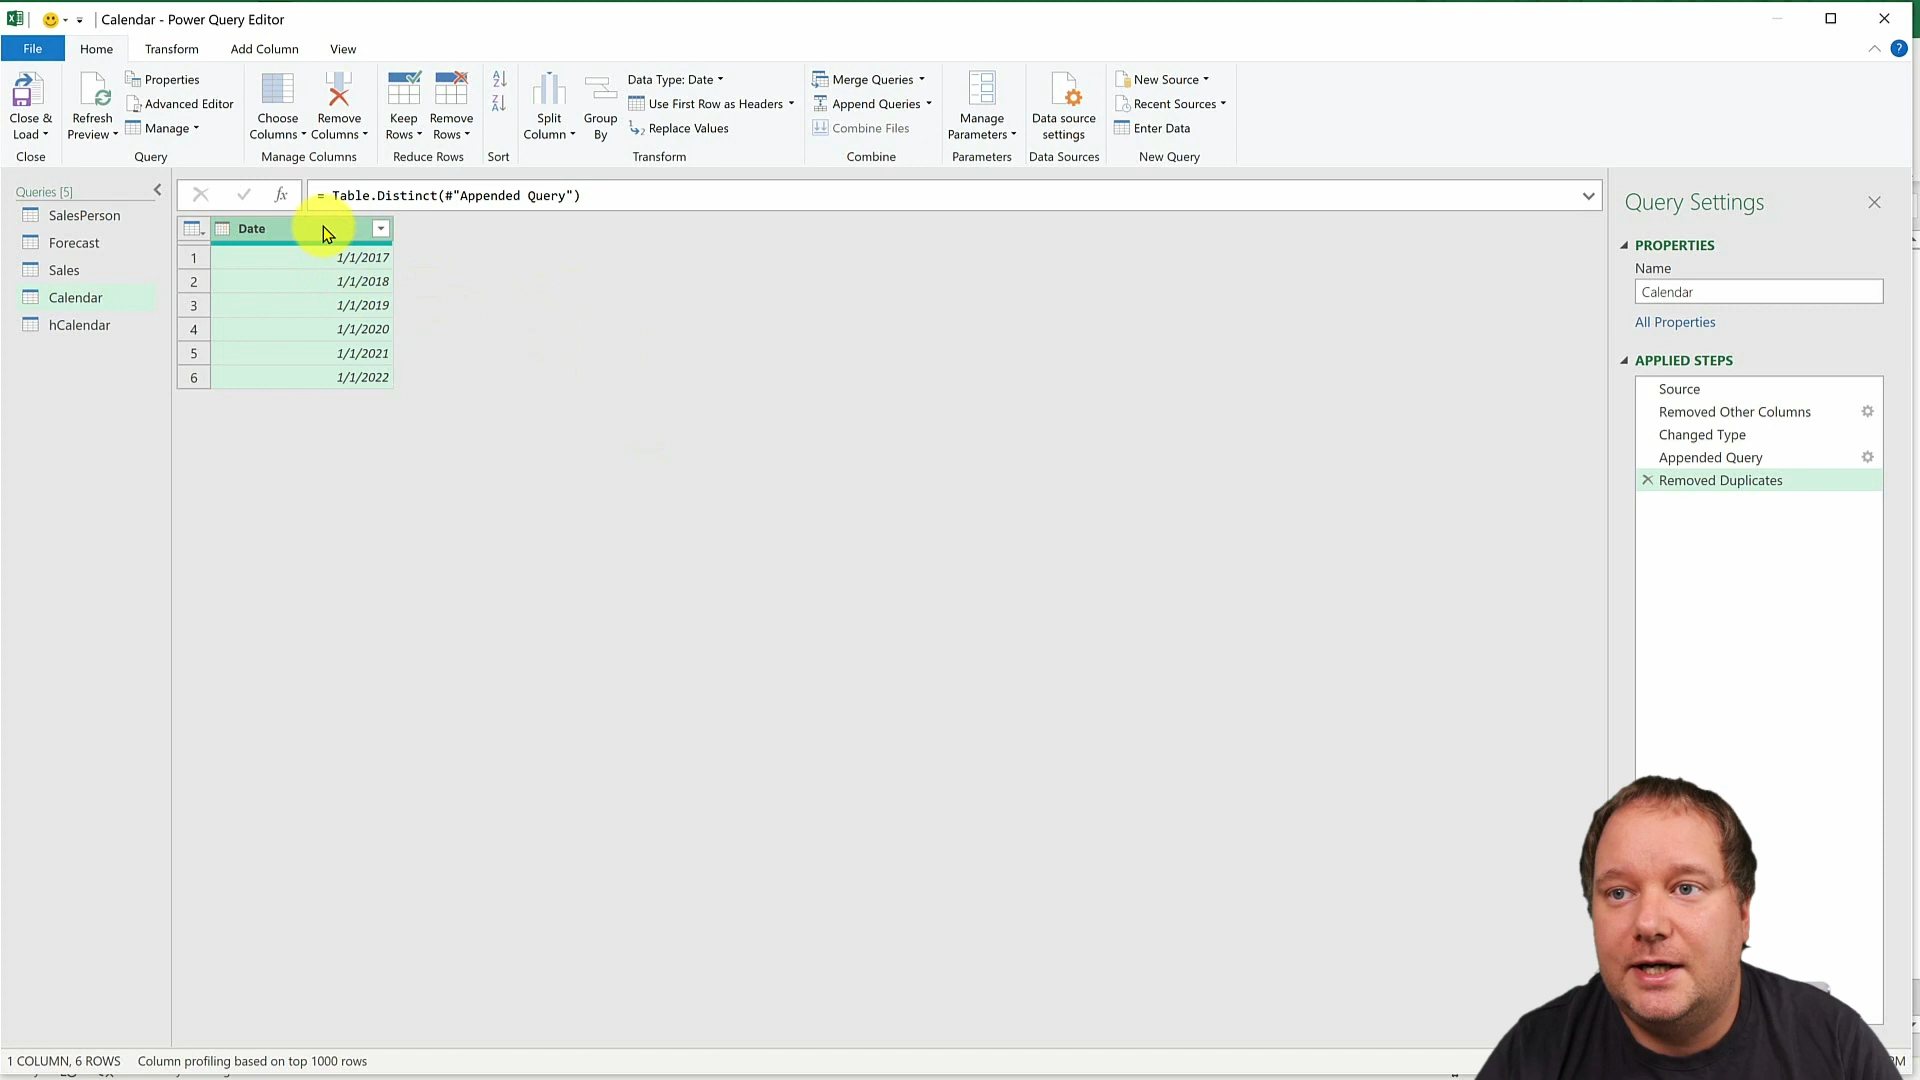 Calendar - Power Query Editor
File
Home
Transform
Add Column
View
?
Close & Load
Refresh Preview
Properties
Advanced Editor
Manage
Choose Columns
Remove Columns
Keep Rows
Remove Rows
Split Column
Group By
Data Type: Date
Use First Row as Headers
Replace Values
Merge Queries
Append Queries
Combine Files
Manage Parameters
Data source settings
New Source
Recent Sources
Enter Data
Close
Query
Manage Columns
Reduce Rows
Sort
Transform
Combine
Parameters
Data Sources
New Query
Queries [5]
SalesPerson
Forecast
Sales
Calendar
hCalendar
fx
= Table.Distinct(#"Appended Query")
Date
1 1/1/2017
2 1/1/2018
3 1/1/2019
4 1/1/2020
5 1/1/2021
6 1/1/2022
Query Settings
PROPERTIES
Name
Calendar
All Properties
APPLIED STEPS
Source
Removed Other Columns
Changed Type
Appended Query
Removed Duplicates
1 COLUMN, 6 ROWS
Column profiling based on top 1000 rows